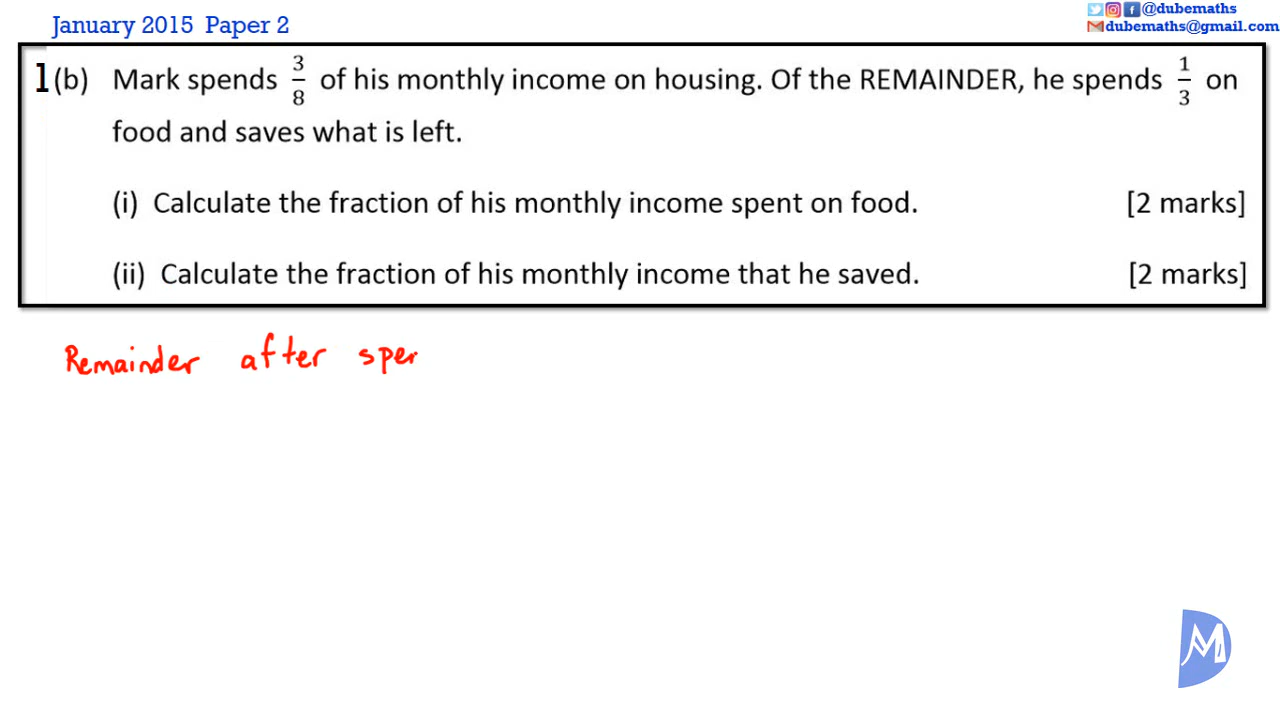 January 2015 Paper 2
@dubemaths
dubemaths@gmail.com
1(b) Mark spends 3/8 of his monthly income on housing. Of the REMAINDER, he spends 1/3 on
food and saves what is left.
(i) Calculate the fraction of his monthly income spent on food. [2 marks]
(ii) Calculate the fraction of his monthly income that he saved. [2 marks]
Remainder after sper
DM